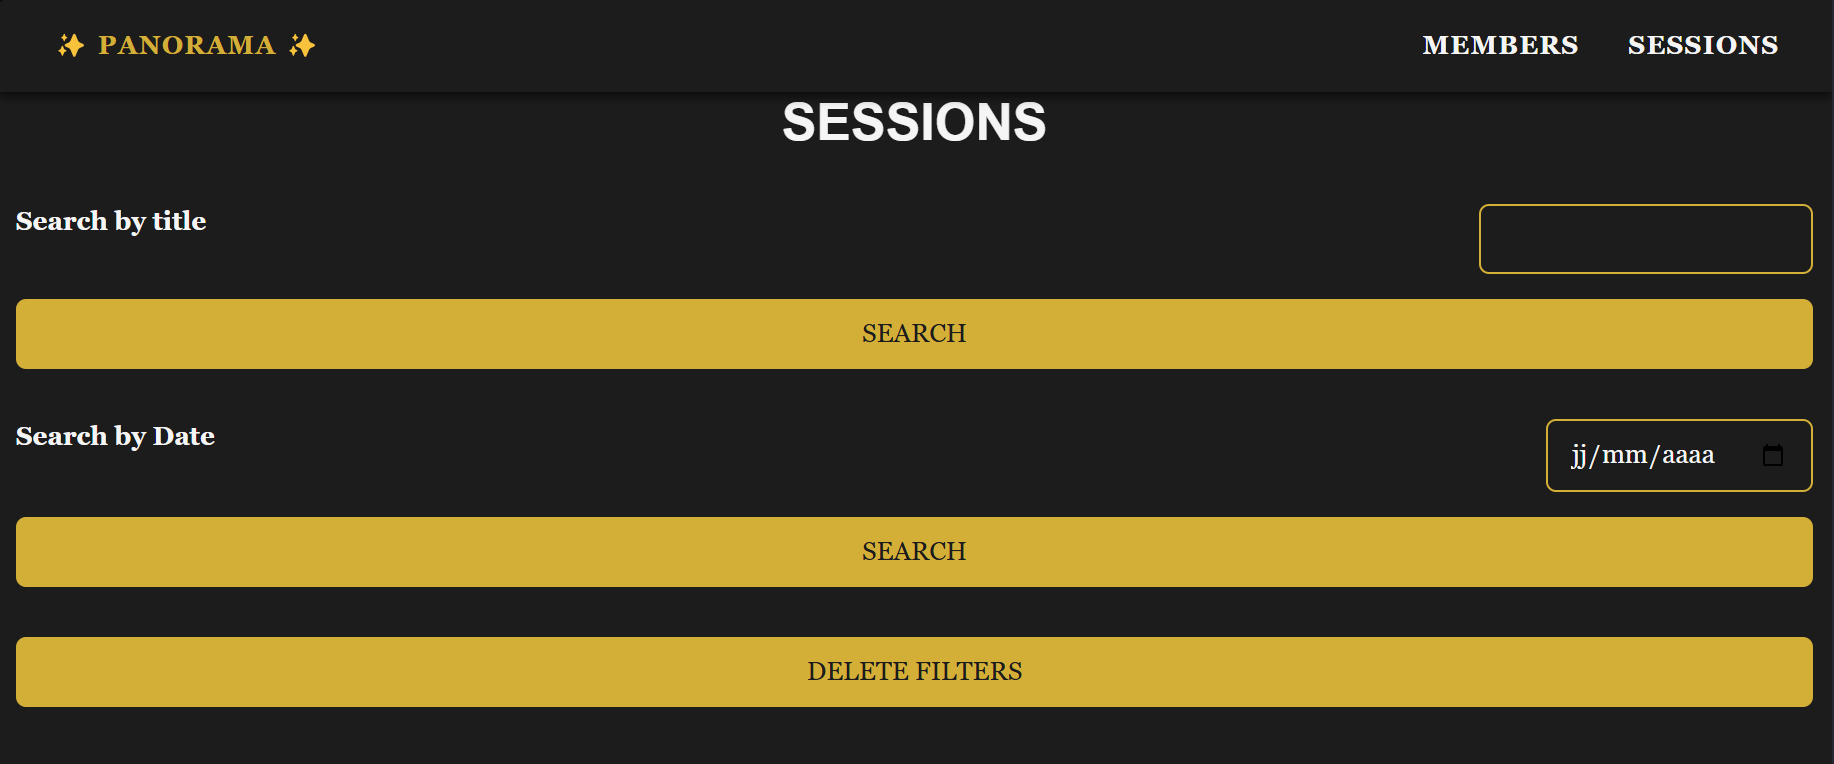 ✨ PANORAMA ✨ MEMBERS SESSIONS
SESSIONS
Search by title
SEARCH
Search by Date jj/mm/aaaa
SEARCH
DELETE FILTERS